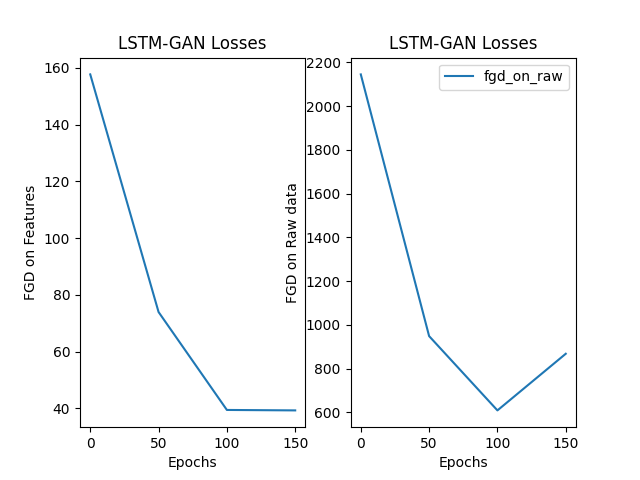 LSTM-GAN Losses
FGD on Features
160
140
120
100
80
60
40
0 50 100 150
Epochs
LSTM-GAN Losses
fgd_on_raw
FGD on Raw data
2200
2000
1800
1600
1400
1200
1000
800
600
0 50 100 150
Epochs